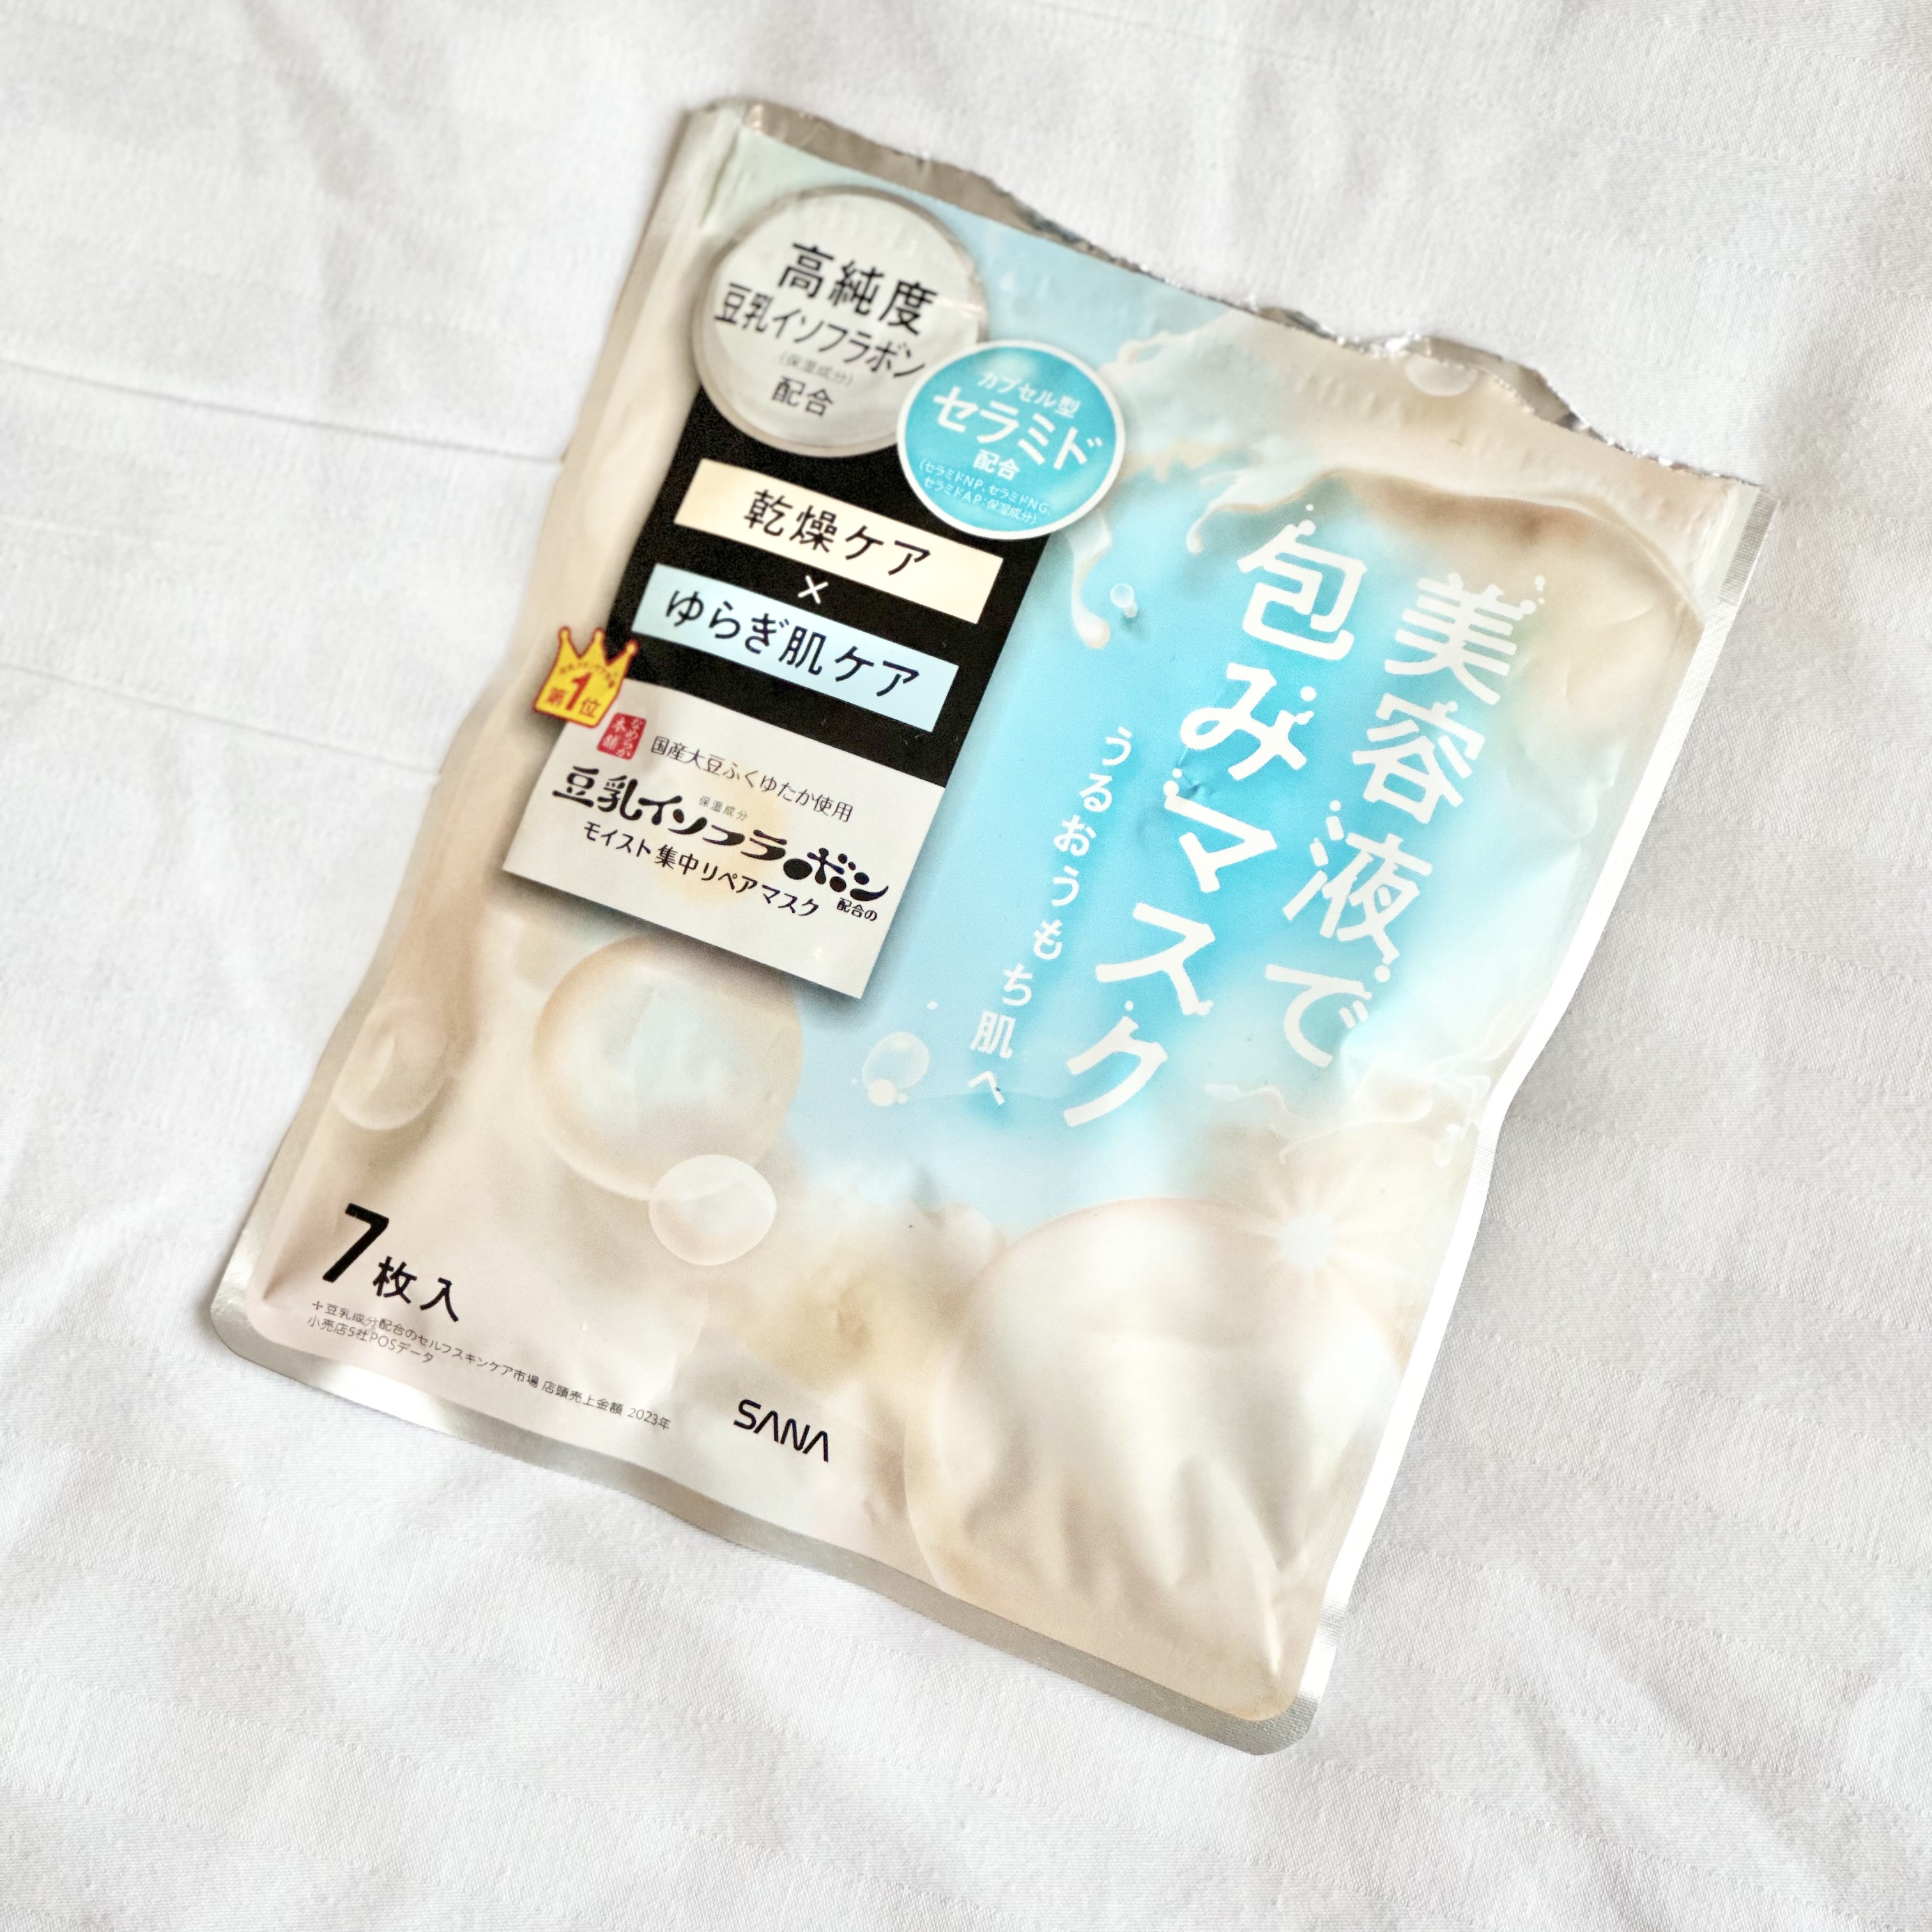 高純度
豆乳イソフラボン
(保湿成分)
配合
カプセル型
セラミド
配合
(セラミドNP、セラミドNG、
セラミドAP:保湿成分)
乾燥ケア
×
ゆらぎ肌ケア
第1位
なめらか
本舗
国産大豆ふくゆたか使用
保湿成分
豆乳イソフラボン
配合の
モイスト集中リペアマスク
美容液で
包みマスク
うるおうもち肌へ
7枚入
+豆乳成分配合のセルフスキンケア市場 店頭売上金額 2023年
小売店5社POSデータ
SANA